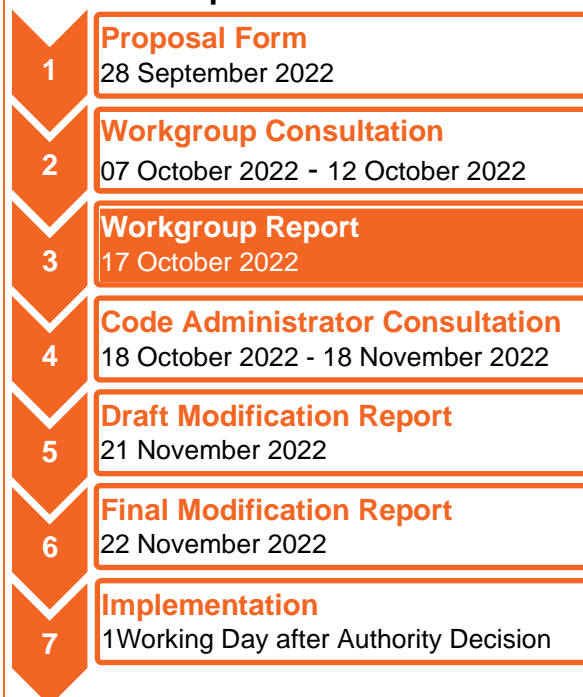 1
Proposal Form
28 September 2022
2
Workgroup Consultation
07 October 2022 - 12 October 2022
3
Workgroup Report
17 October 2022
4
Code Administrator Consultation
18 October 2022 - 18 November 2022
5
Draft Modification Report
21 November 2022
6
Final Modification Report
22 November 2022
7
Implementation
1Working Day after Authority Decision